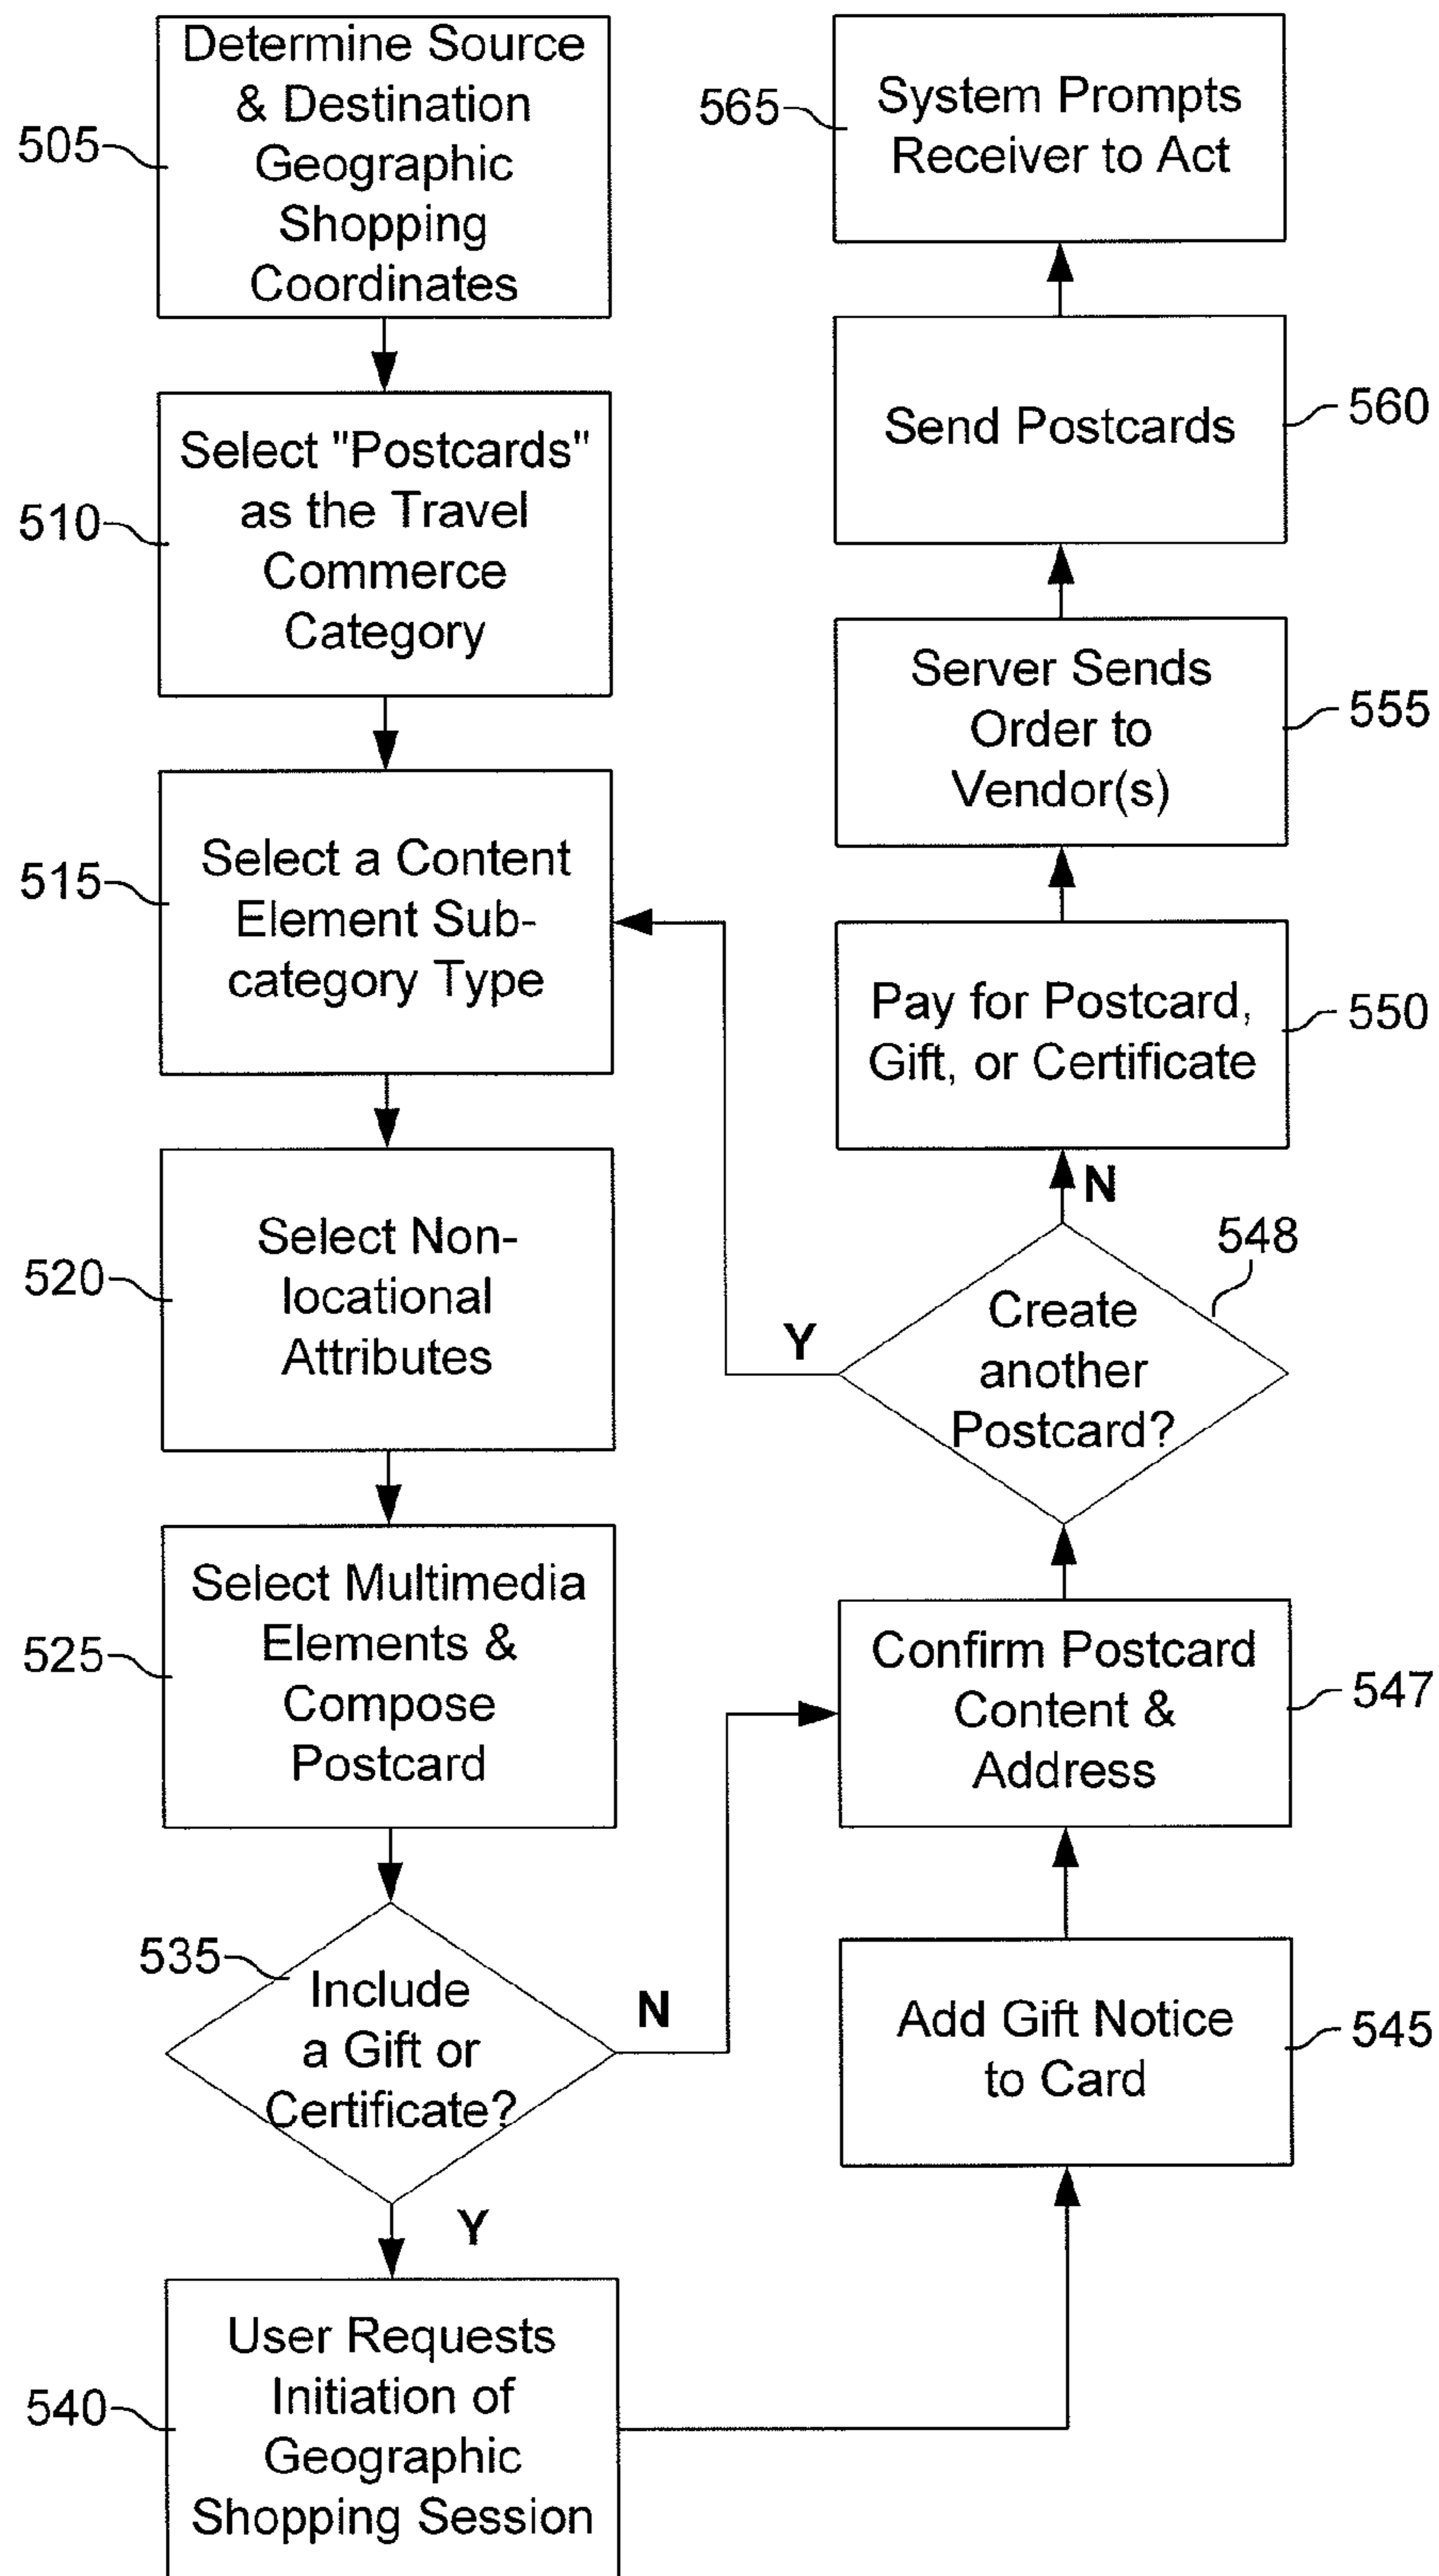 505
Determine Source
& Destination
Geographic
Shopping
Coordinates
510
Select "Postcards"
as the Travel
Commerce
Category
515
Select a Content
Element Sub-
category Type
520
Select Non-
locational
Attributes
525
Select Multimedia
Elements &
Compose
Postcard
535
Include
a Gift or
Certificate?
N
Y
540
User Requests
Initiation of
Geographic
Shopping Session
Add Gift Notice
to Card
545
Confirm Postcard
Content &
Address
547
548
Create
another
Postcard?
Y
N
Pay for Postcard,
Gift, or Certificate
550
Server Sends
Order to
Vendor(s)
555
Send Postcards
560
565
System Prompts
Receiver to Act